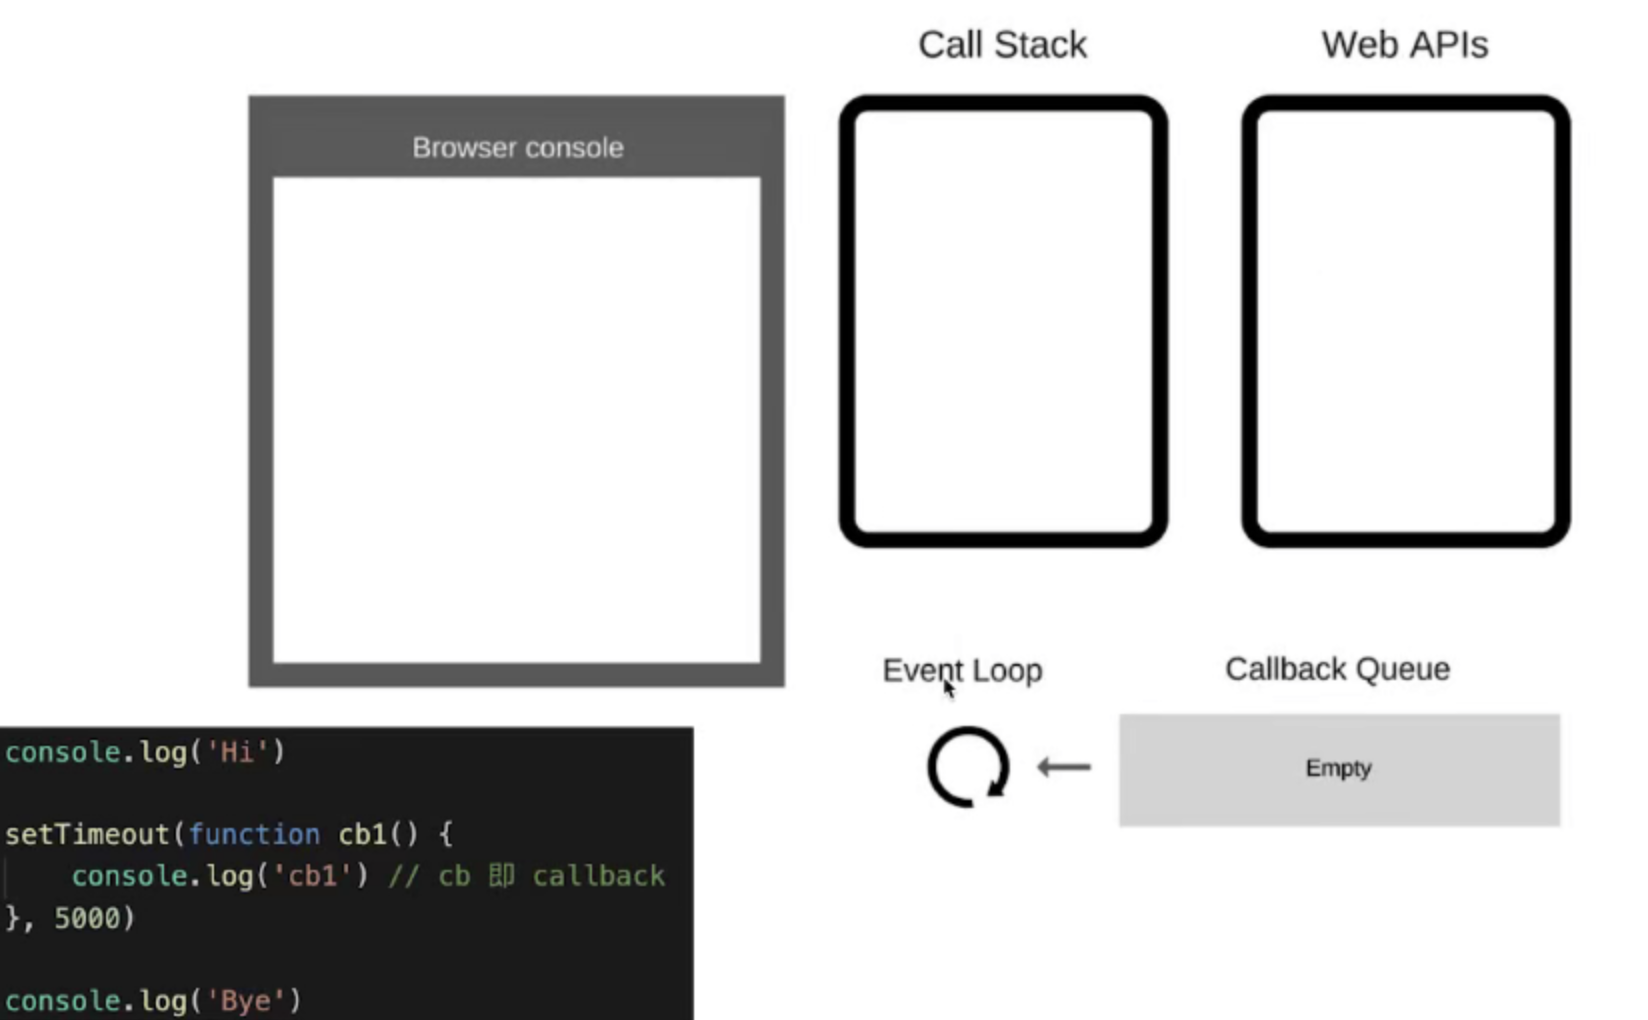 Call Stack
Web APIs
Browser console
Event Loop
Callback Queue
Empty
console.log('Hi')
setTimeout(function cb1() {
    console.log('cb1') // cb 即 callback
}, 5000)
console.log('Bye')